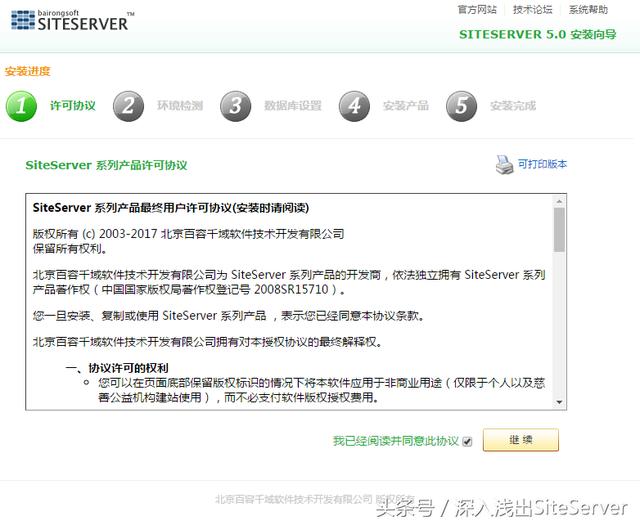 官方网站 技术论坛 系统帮助
bairongsoft
SITESERVER™
SITESERVER 5.0 安装向导
安装进度
1 许可协议 2 环境检测 3 数据库设置 4 安装产品 5 安装完成
SiteServer 系列产品许可协议
可打印版本
SiteServer 系列产品最终用户许可协议(安装时请阅读)
版权所有 (c) 2003-2017 北京百容千域软件技术开发有限公司
保留所有权利。
北京百容千域软件技术开发有限公司为 SiteServer 系列产品的开发商，依法独立拥有 SiteServer 系列
产品著作权（中国国家版权局著作权登记号 2008SR15710）。
您一旦安装、复制或使用 SiteServer 系列产品 ，表示您已经同意本协议条款。
北京百容千域软件技术开发有限公司拥有对本授权协议的最终解释权。
一、协议许可的权利
您可以在页面底部保留版权标识的情况下将本软件应用于非商业用途（仅限于个人以及慈
善公益机构建站使用），而不必支付软件版权授权费用。
我已经阅读并同意此协议 继 续
北京百容千域软件技术开发有限公司 版权所有
头条号 / 深入浅出SiteServer